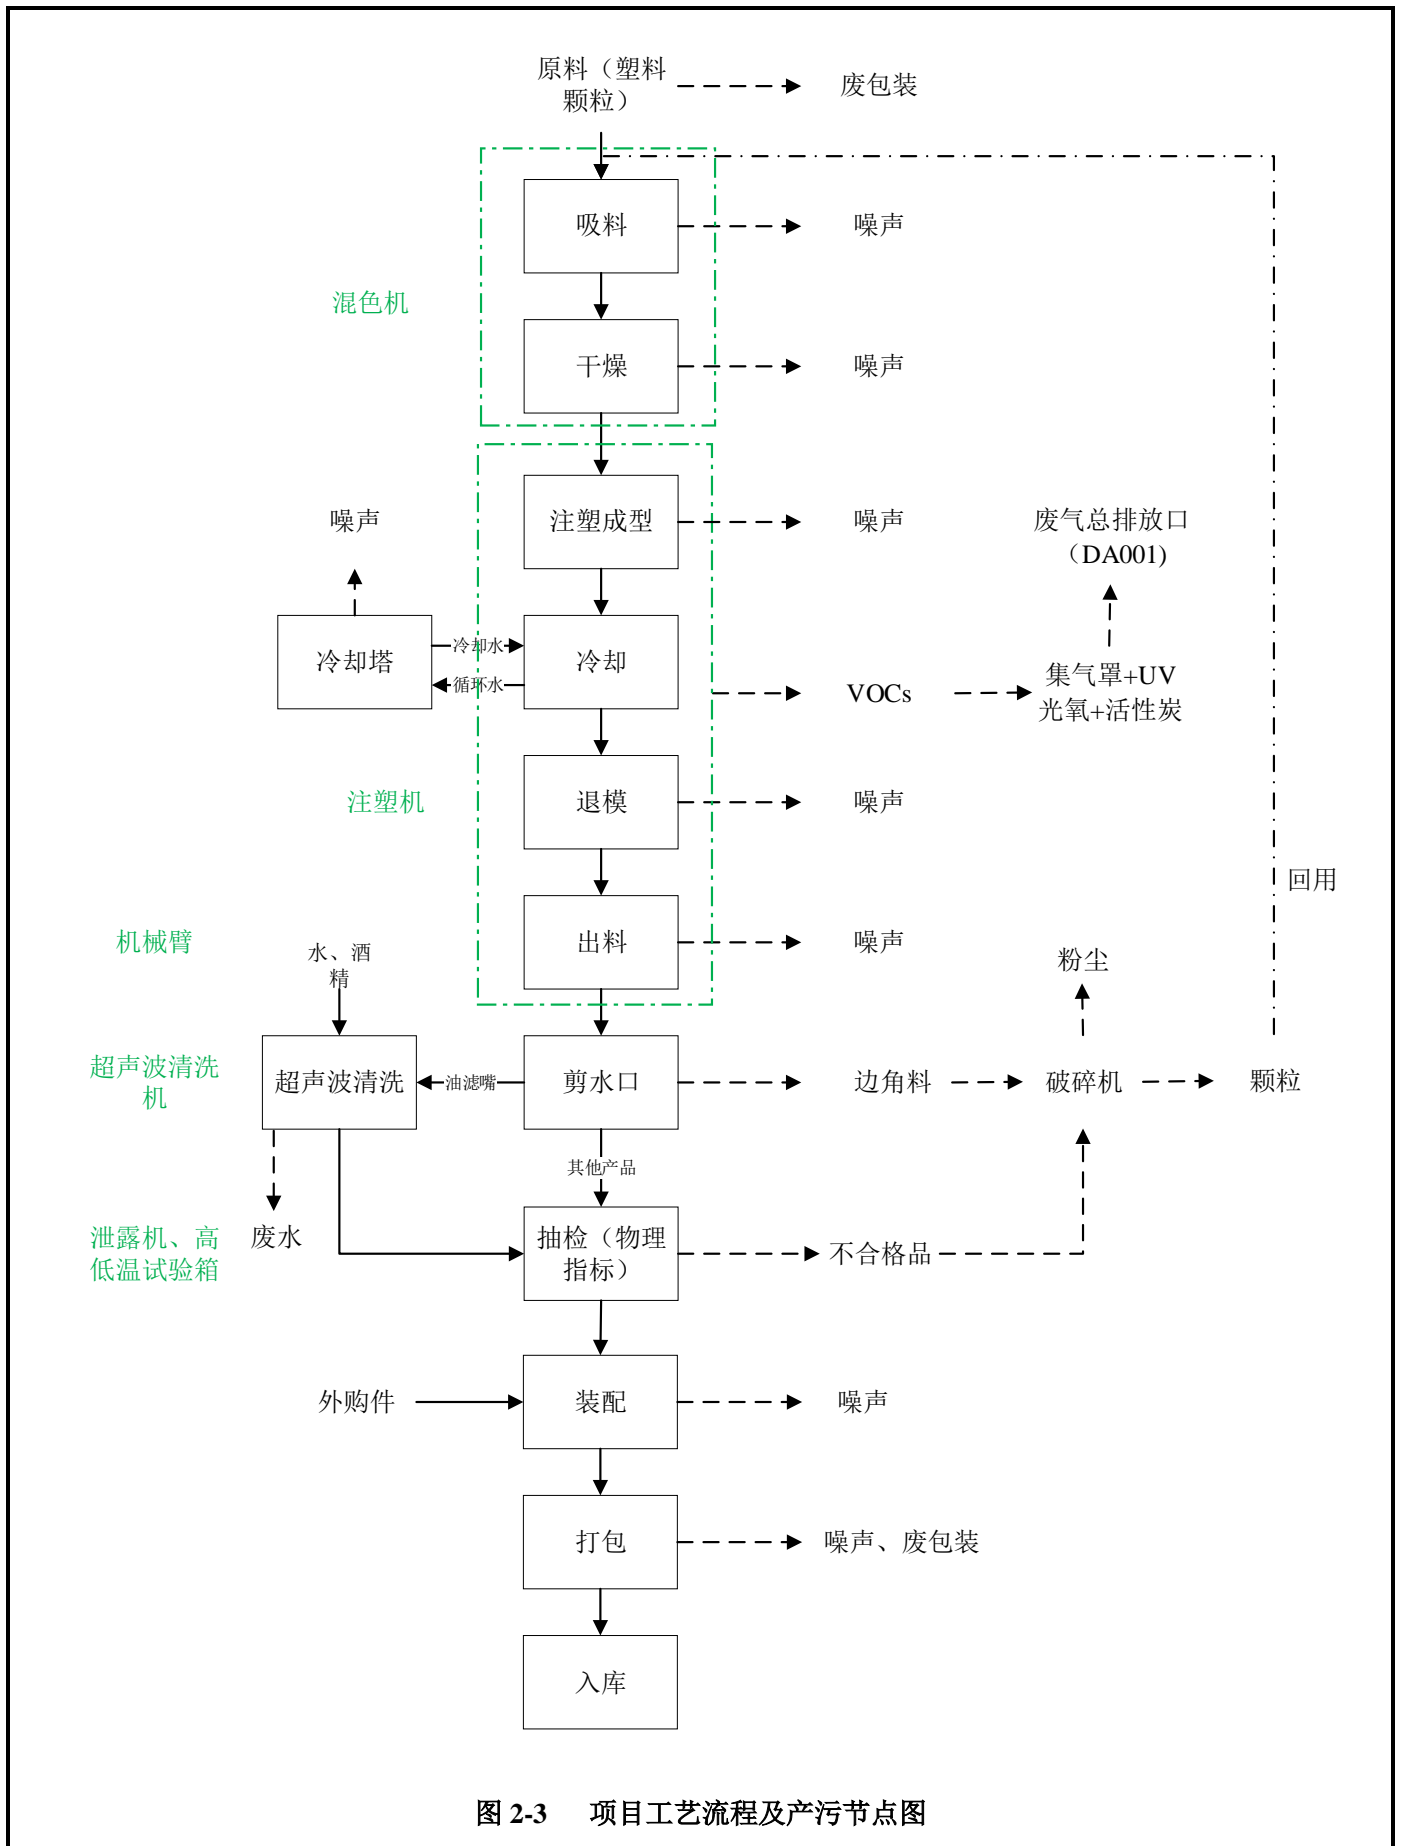 原料（塑料
颗粒）
废包装
吸料
噪声
混色机
干燥
噪声
噪声
注塑成型
噪声
废气总排放口
（DA001)
冷却塔
冷却水
循环水
冷却
VOCs
集气罩+UV
光氧+活性炭
注塑机
退模
噪声
回用
机械臂
水、酒
精
出料
噪声
粉尘
超声波清洗
机
超声波清洗
油滤嘴
剪水口
边角料
破碎机
颗粒
其他产品
泄露机、高
低温试验箱
废水
抽检（物理
指标）
不合格品
外购件
装配
噪声
打包
噪声、废包装
入库
图 2-3 项目工艺流程及产污节点图